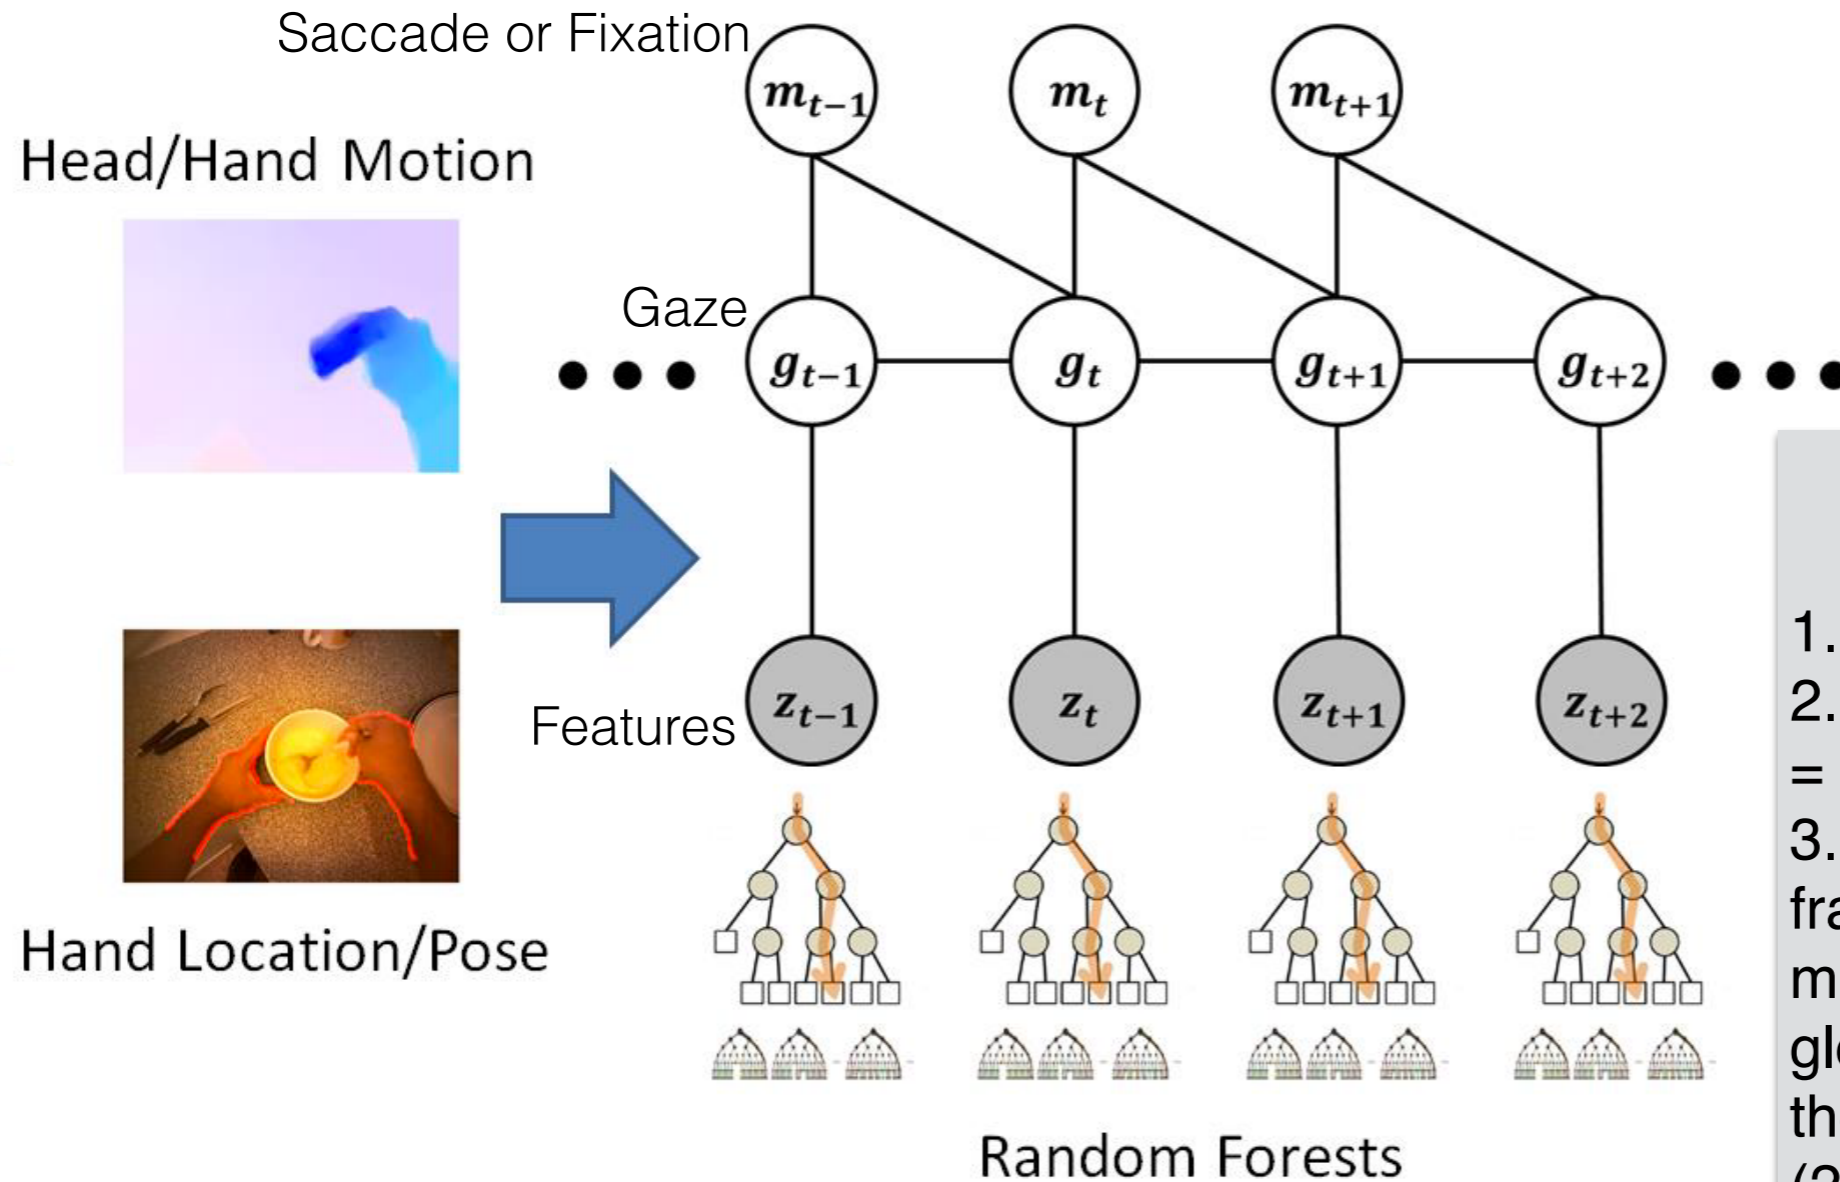 Saccade or Fixation
m_{t-1} m_t m_{t+1}
Head/Hand Motion
Gaze
g_{t-1} g_t g_{t+1} g_{t+2}
Features
z_{t-1} z_t z_{t+1} z_{t+2}
Hand Location/Pose
Random Forests
1.
2.
=
3.